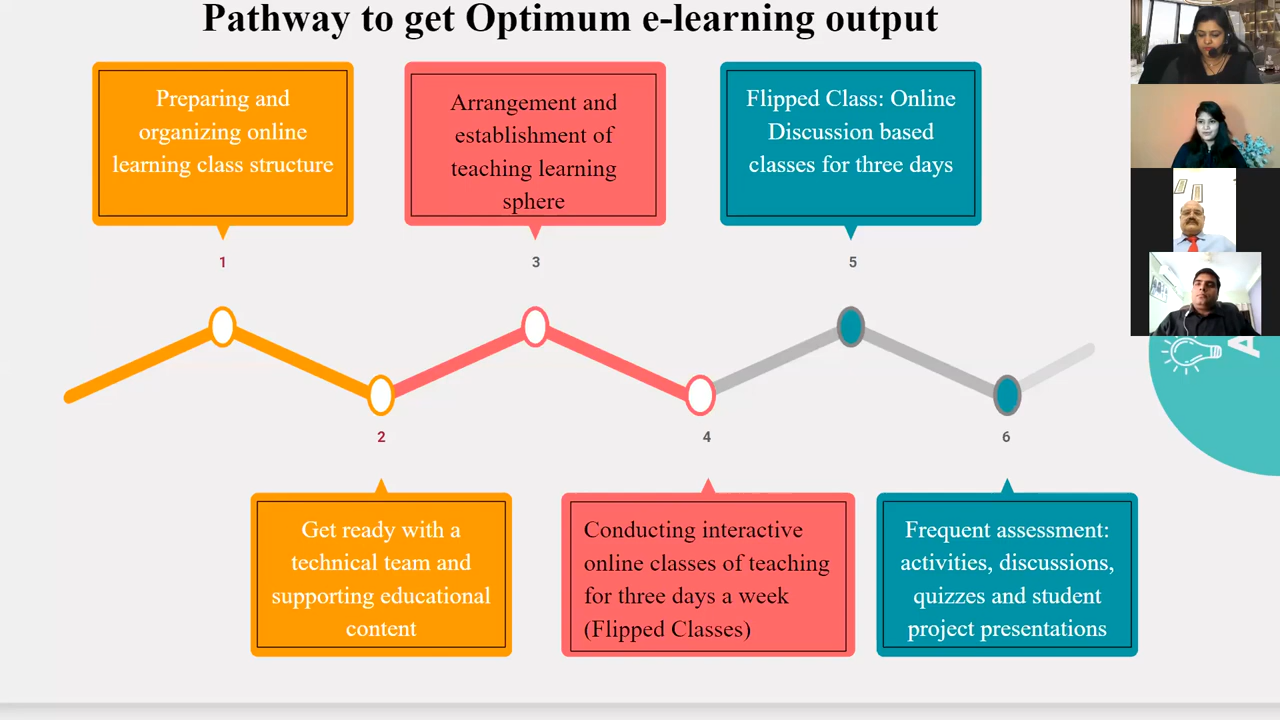 Pathway to get Optimum e-learning output
Preparing and
organizing online
learning class structure
1
Get ready with a
technical team and
supporting educational
content
2
Arrangement and
establishment of
teaching learning
sphere
3
Conducting interactive
online classes of teaching
for three days a week
(Flipped Classes)
4
Flipped Class: Online
Discussion based
classes for three days
5
Frequent assessment:
activities, discussions,
quizzes and student
project presentations
6